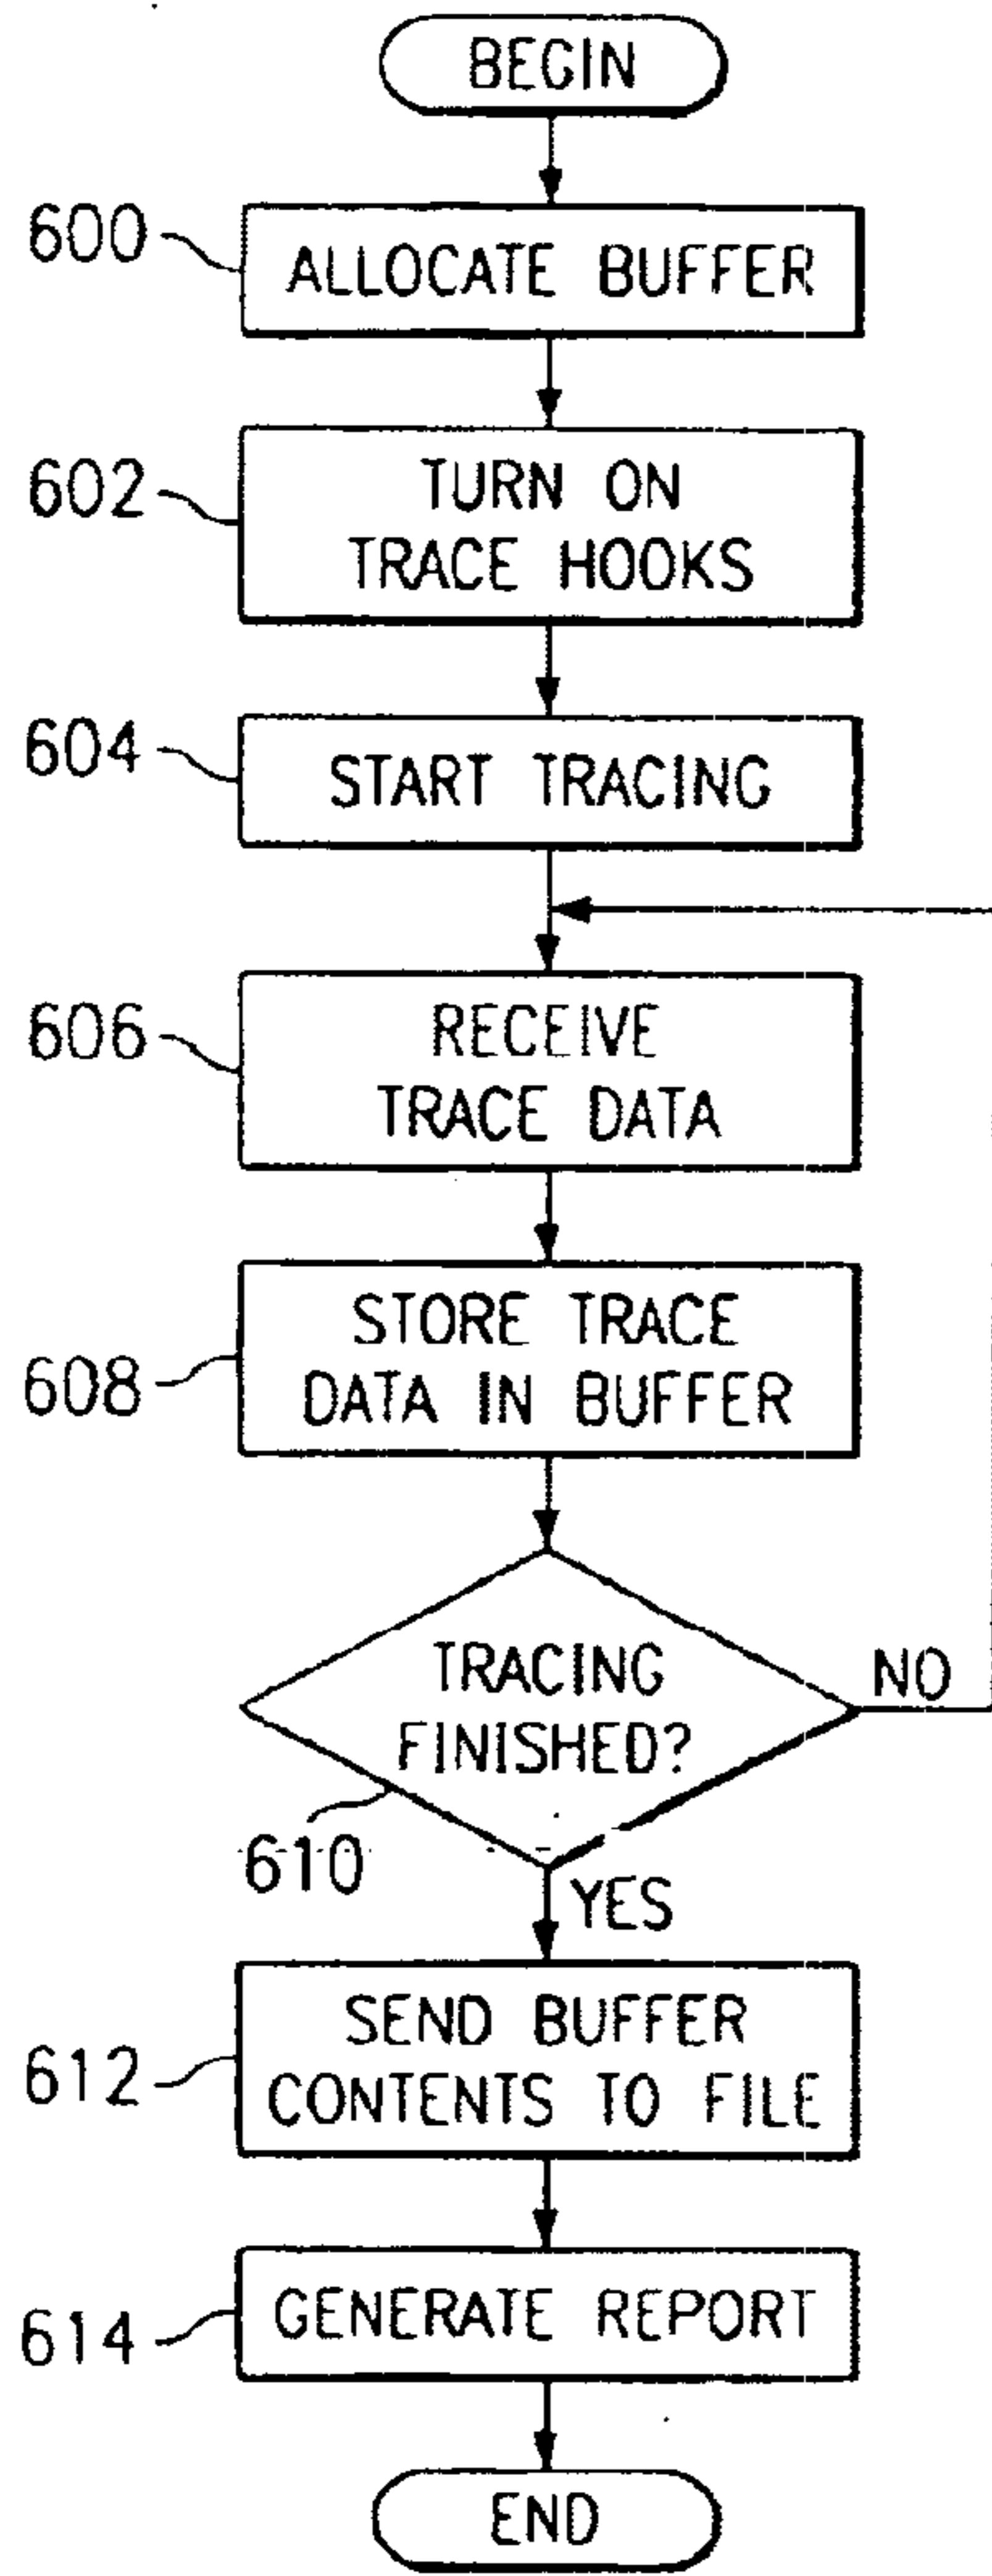 BEGIN
600
ALLOCATE BUFFER
602
TURN ON
TRACE HOOKS
604
START TRACING
606
RECEIVE
TRACE DATA
608
STORE TRACE
DATA IN BUFFER
TRACING
FINISHED?
NO
610
YES
612
SEND BUFFER
CONTENTS TO FILE
614
GENERATE REPORT
END